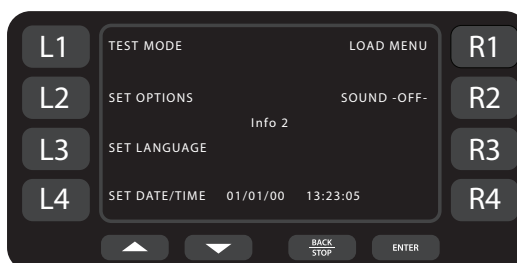 L1 TEST MODE LOAD MENU R1
L2 SET OPTIONS SOUND -OFF- R2
Info 2
L3 SET LANGUAGE R3
L4 SET DATE/TIME 01/01/00 13:23:05 R4
BACK
STOP
ENTER